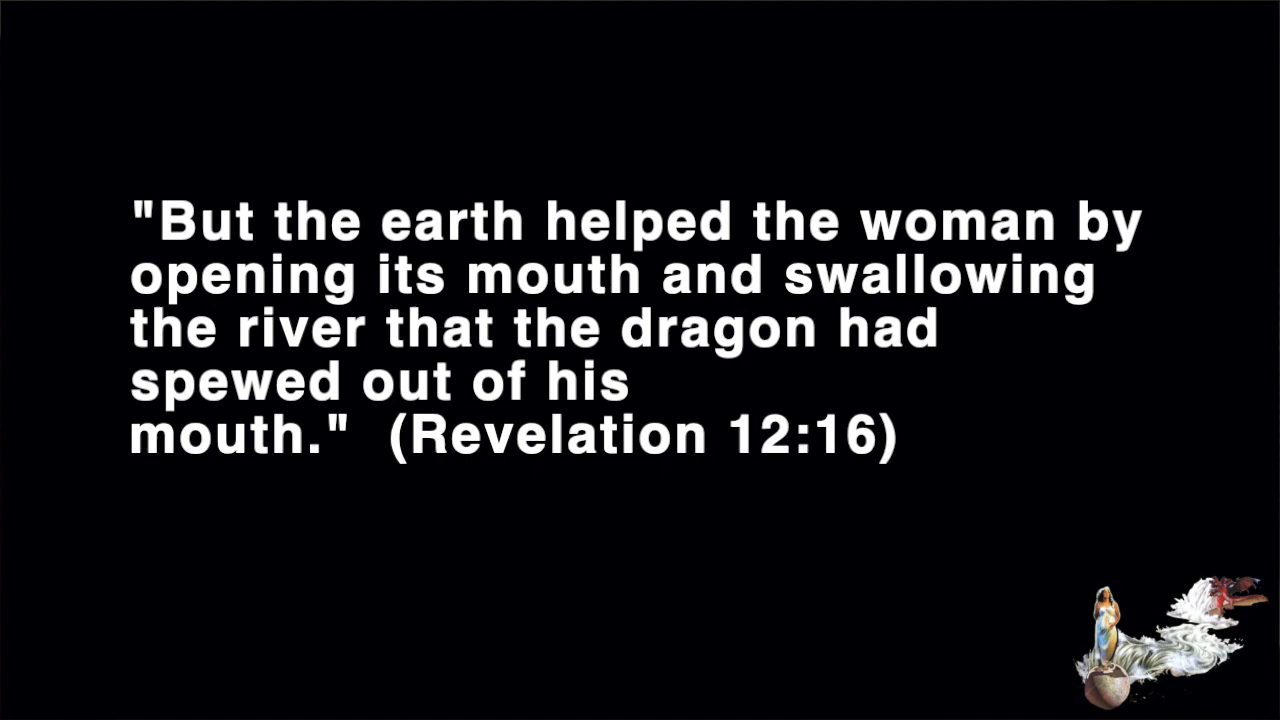 "But the earth helped the woman by
opening its mouth and swallowing
the river that the dragon had
spewed out of his
mouth."  (Revelation 12:16)